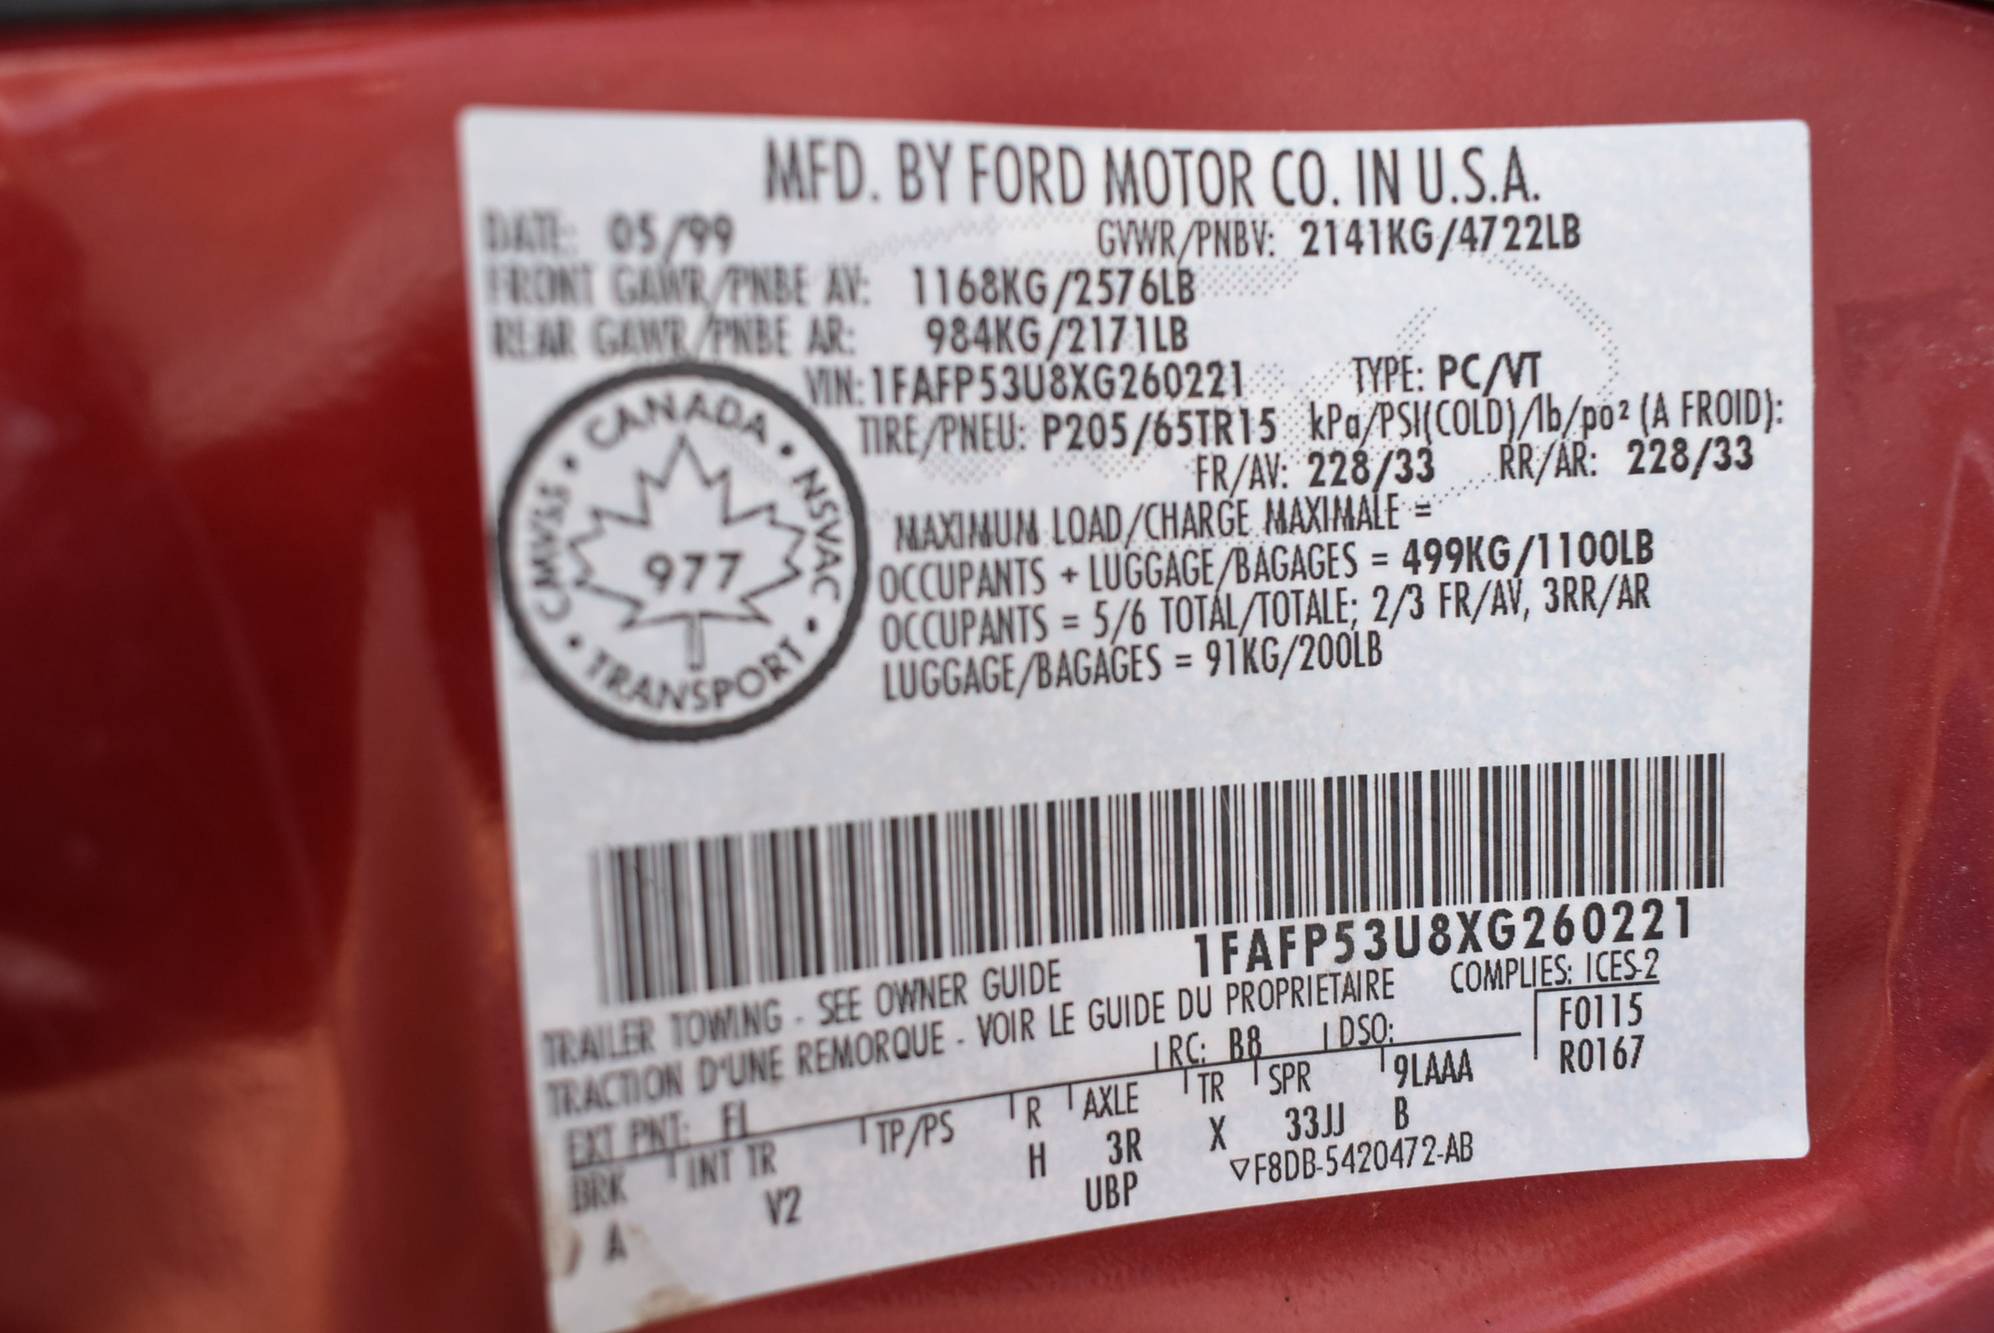 MFD. BY FORD MOTOR CO. IN U.S.A.
DATE: 05/99 GVWR/PNBV: 2141KG/4722LB
FRONT GAWR/PNBE AV: 1168KG/2576LB
REAR GAWR/PNBE AR: 984KG/2171LB
VIN: 1FAFP53U8XG260221 TYPE: PC/VT
TIRE/PNEU: P205/65TR15 kPa/PSI(COLD)/lb/po² (A FROID):
FR/AV: 228/33 RR/AR: 228/33
CANADA • NSVAC • TRANSPORT • CMVSS •
977
MAXIMUM LOAD/CHARGE MAXIMALE =
OCCUPANTS + LUGGAGE/BAGAGES = 499KG/1100LB
OCCUPANTS = 5/6 TOTAL/TOTALE; 2/3 FR/AV, 3RR/AR
LUGGAGE/BAGAGES = 91KG/200LB
1FAFP53U8XG260221
TRAILER TOWING - SEE OWNER GUIDE COMPLIES: ICES-2
TRACTION D'UNE REMORQUE - VOIR LE GUIDE DU PROPRIETAIRE F0115
EXT PNT: FL RC: B8 DSO: R0167
BRK INT TR TP/PS R AXLE TR SPR 9LAAA
A V2 H 3R X 33JJ B
UBP ▽F8DB-5420472-AB